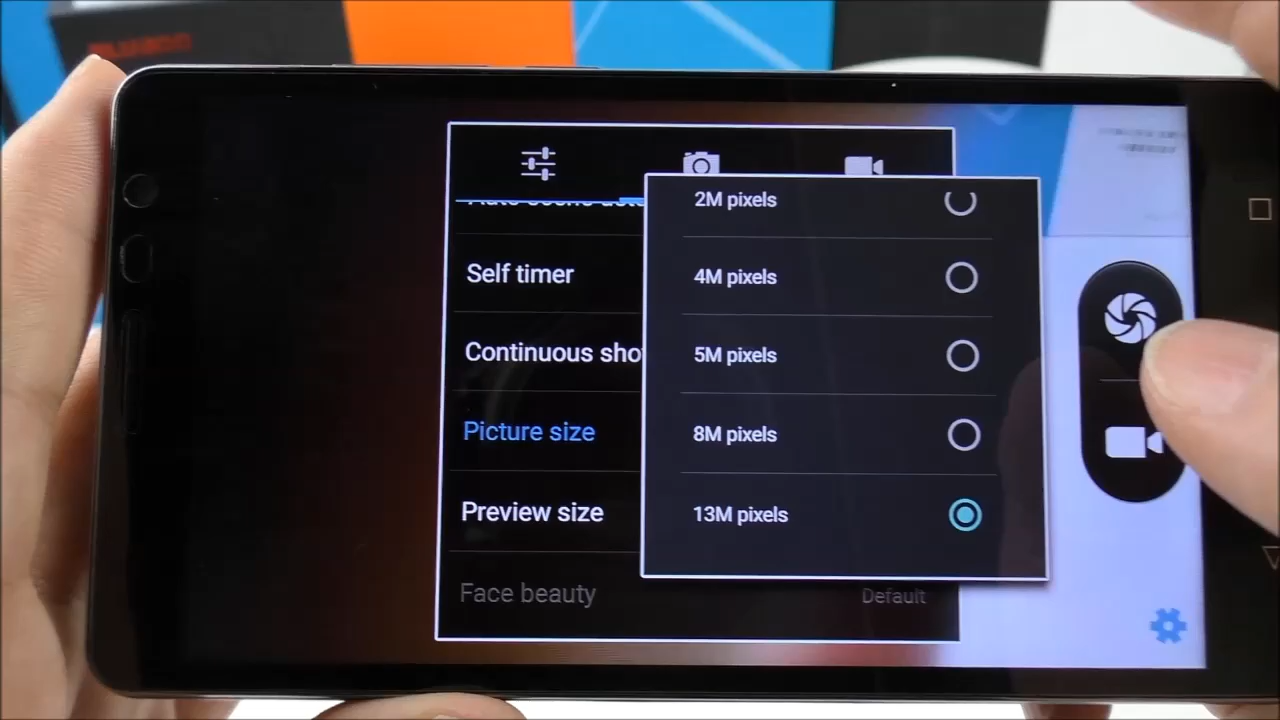 Self timer
Continuous sho
Picture size
Preview size
Face beauty
Default
2M pixels
4M pixels
5M pixels
8M pixels
13M pixels